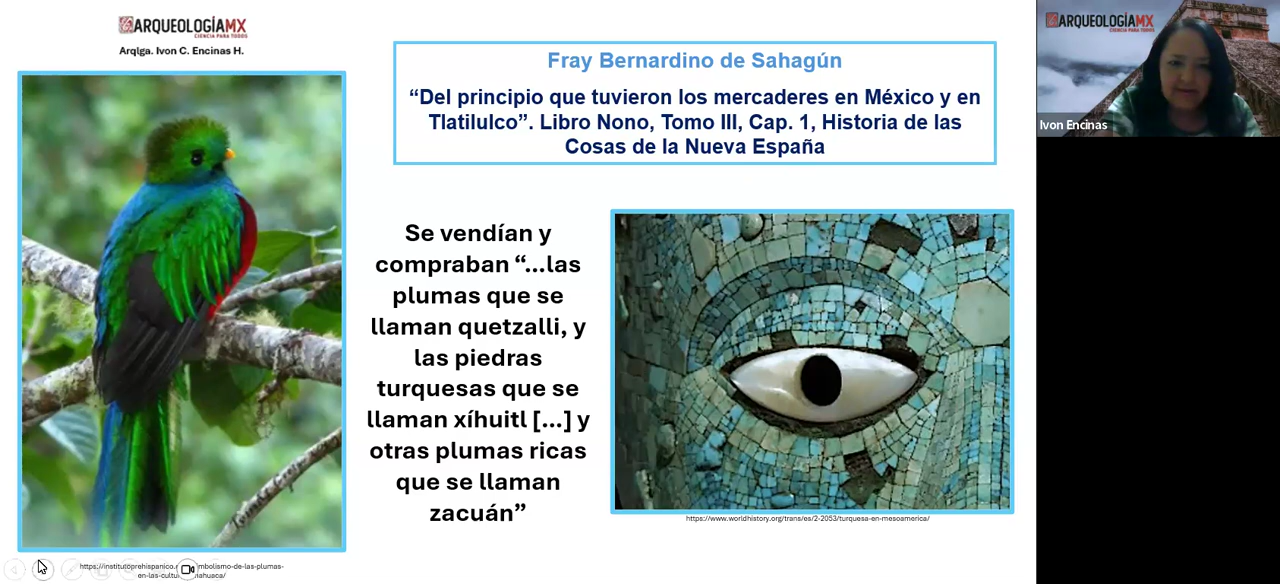 ARQUEOLOGÍAMX
CIENCIA PARA TODOS
Arqlga. Ivon C. Encinas H.
Fray Bernardino de Sahagún
“Del principio que tuvieron los mercaderes en México y en
Tlatilulco”. Libro Nono, Tomo III, Cap. 1, Historia de las
Cosas de la Nueva España
Se vendían y
compraban “...las
plumas que se
llaman quetzalli, y
las piedras
turquesas que se
llaman xíhuitl [...] y
otras plumas ricas
que se llaman
zacuán”
https://www.worldhistory.org/trans/es/2-2053/turquesa-en-mesoamerica/
ARQUEOLOGÍAMX
CIENCIA PARA TODOS
Ivon Encinas